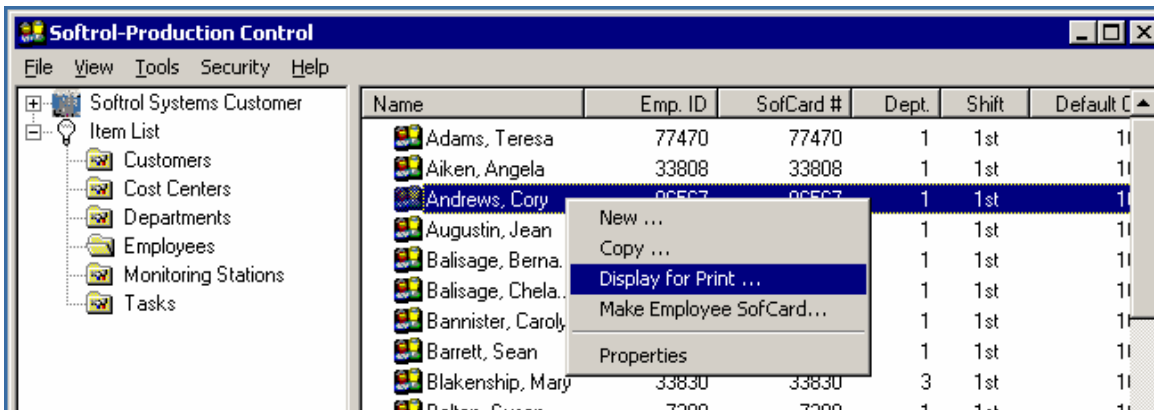 Softrol-Production Control
File View Tools Security Help
Softrol Systems Customer
Item List
Customers
Cost Centers
Departments
Employees
Monitoring Stations
Tasks
Name Emp. ID SofCard # Dept. Shift Default
Adams, Teresa 77470 77470 1 1st
Aiken, Angela 33808 33808 1 1st
Andrews, Cory 1 1st
Augustin, Jean 1 1st
Balisage, Berna.. 1 1st
Balisage, Chela.. 1 1st
Bannister, Caroly 1 1st
Barrett, Sean 1 1st
Blakenship, Mary 33830 33830 3 1st
New ...
Copy ...
Display for Print ...
Make Employee SofCard...
Properties